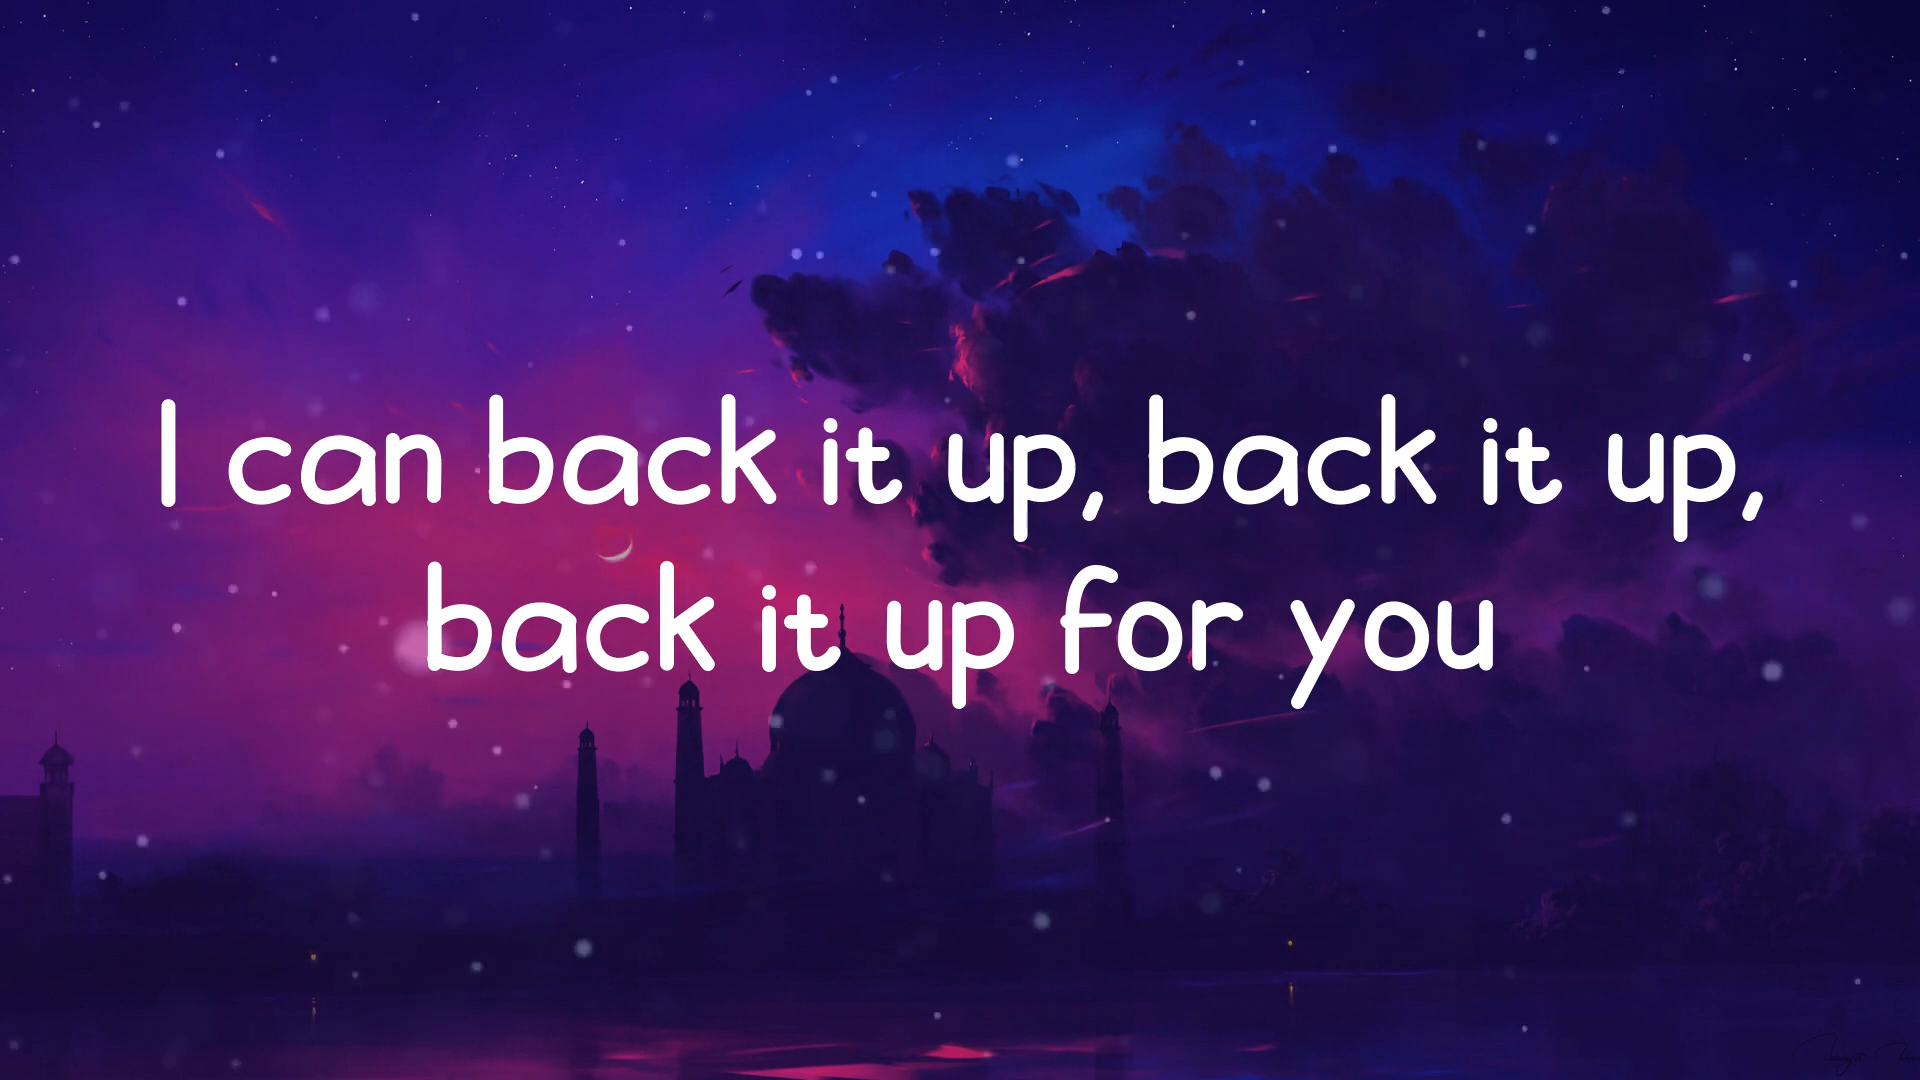 I can back it up, back it up,
back it up for you